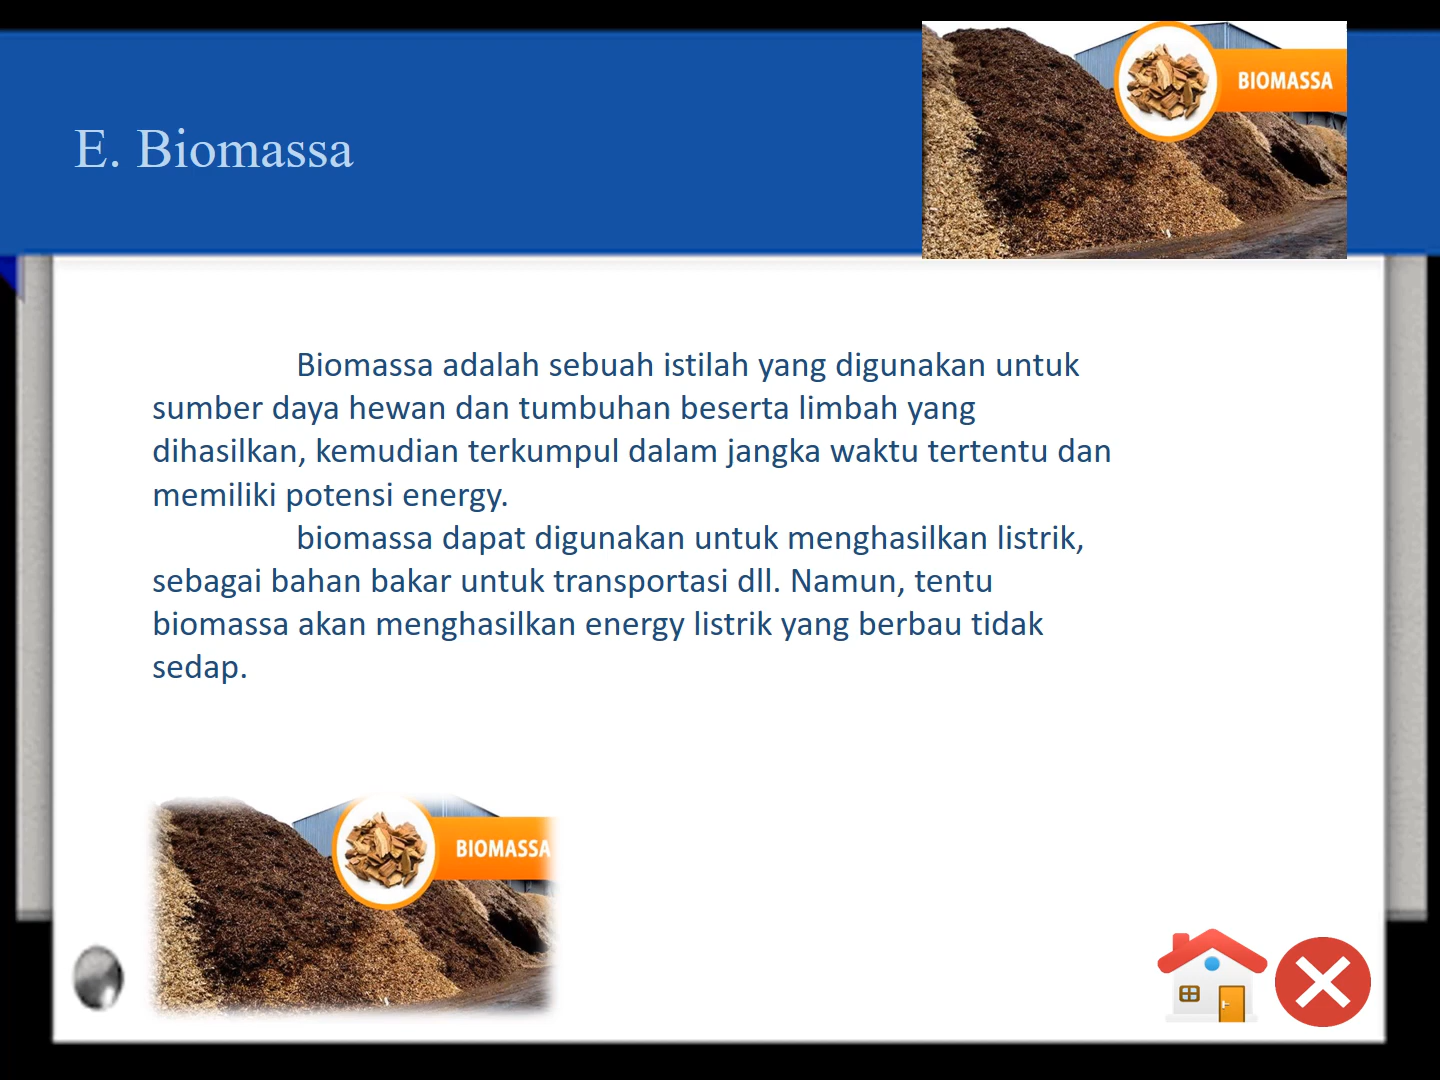 BIOMASSA
E. Biomassa
Biomassa adalah sebuah istilah yang digunakan untuk
sumber daya hewan dan tumbuhan beserta limbah yang
dihasilkan, kemudian terkumpul dalam jangka waktu tertentu dan
memiliki potensi energy.
biomassa dapat digunakan untuk menghasilkan listrik,
sebagai bahan bakar untuk transportasi dll. Namun, tentu
biomassa akan menghasilkan energy listrik yang berbau tidak
sedap.
BIOMASSA